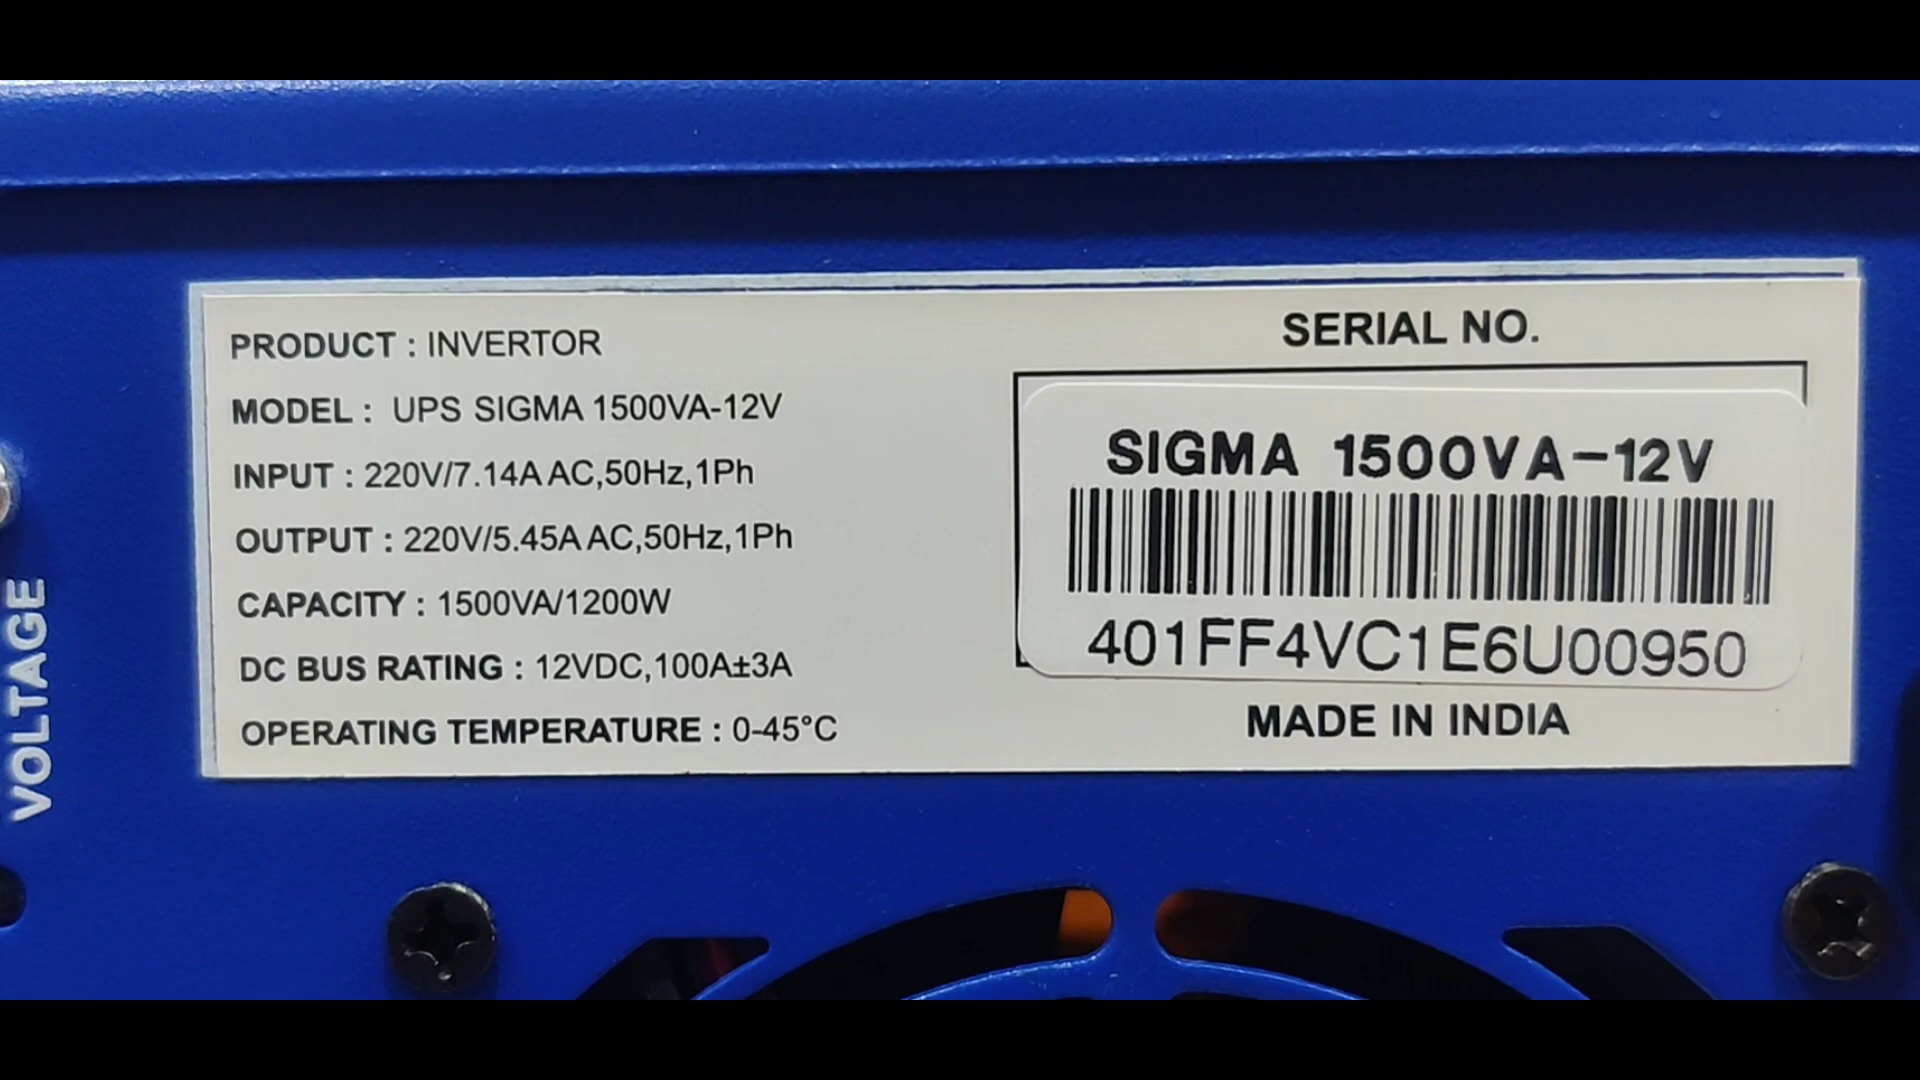 PRODUCT : INVERTOR
MODEL : UPS SIGMA 1500VA-12V
INPUT : 220V/7.14A AC,50Hz,1Ph
OUTPUT : 220V/5.45A AC,50Hz,1Ph
CAPACITY : 1500VA/1200W
DC BUS RATING : 12VDC,100A±3A
OPERATING TEMPERATURE : 0-45°C
SERIAL NO.
SIGMA 1500VA-12V
401FF4VC1E6U00950
MADE IN INDIA
VOLTAGE